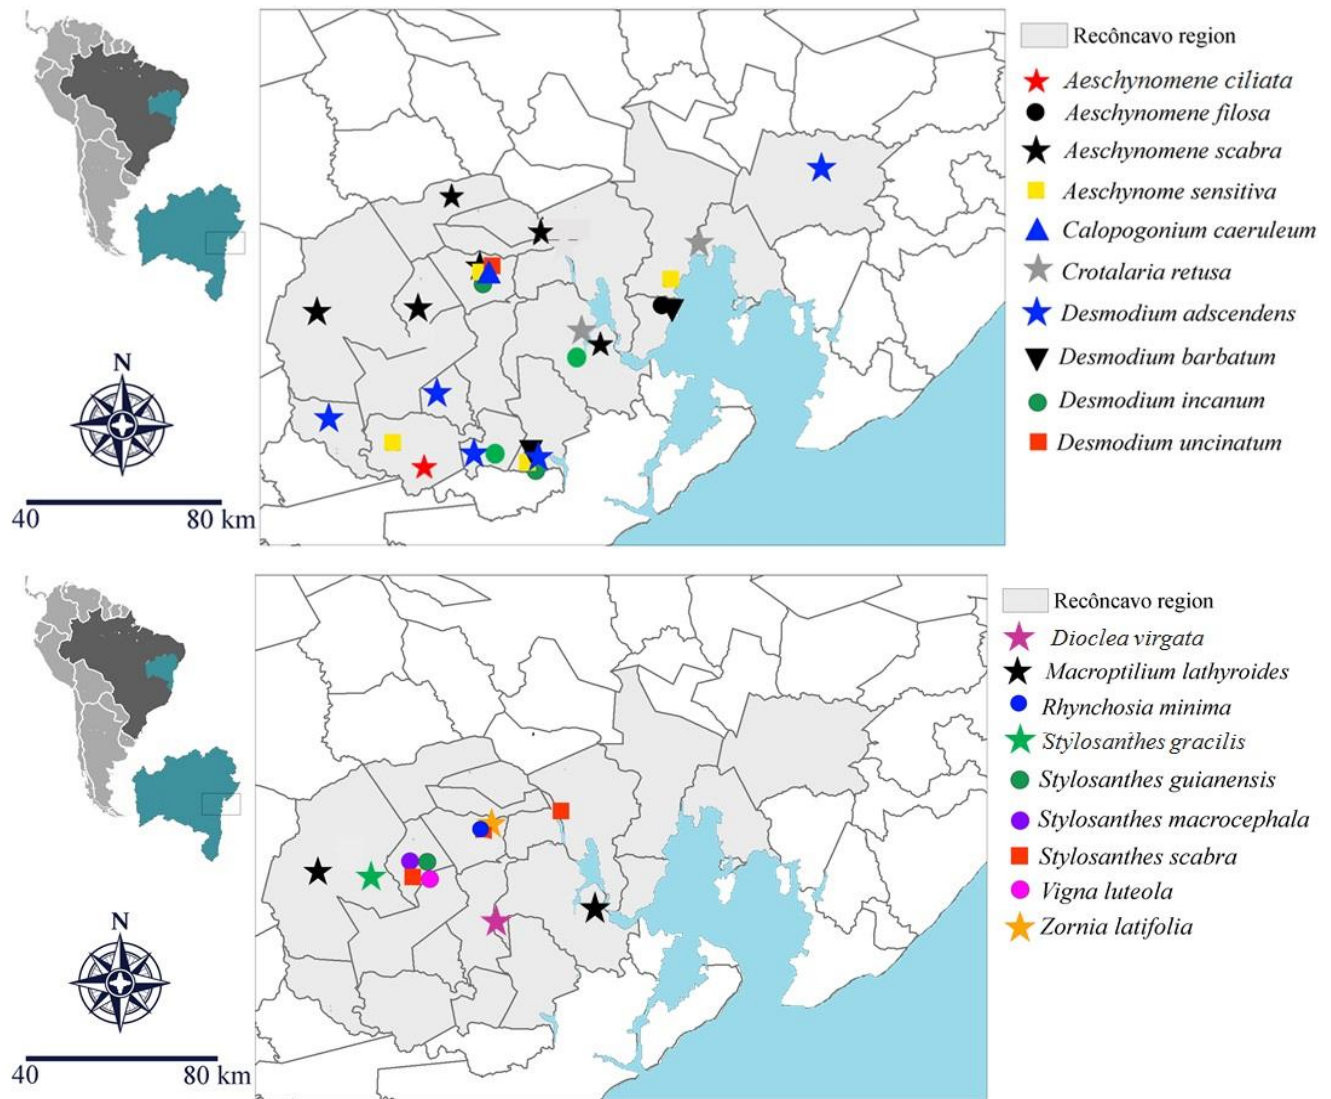 Recôncavo region
Aeschynomene ciliata
Aeschynomene filosa
Aeschynomene scabra
Aeschynome sensitiva
Calopogonium caeruleum
Crotalaria retusa
Desmodium adscendens
Desmodium barbatum
Desmodium incanum
Desmodium uncinatum
N
40 80 km
Recôncavo region
Dioclea virgata
Macroptilium lathyroides
Rhynchosia minima
Stylosanthes gracilis
Stylosanthes guianensis
Stylosanthes macrocephala
Stylosanthes scabra
Vigna luteola
Zornia latifolia
N
40 80 km